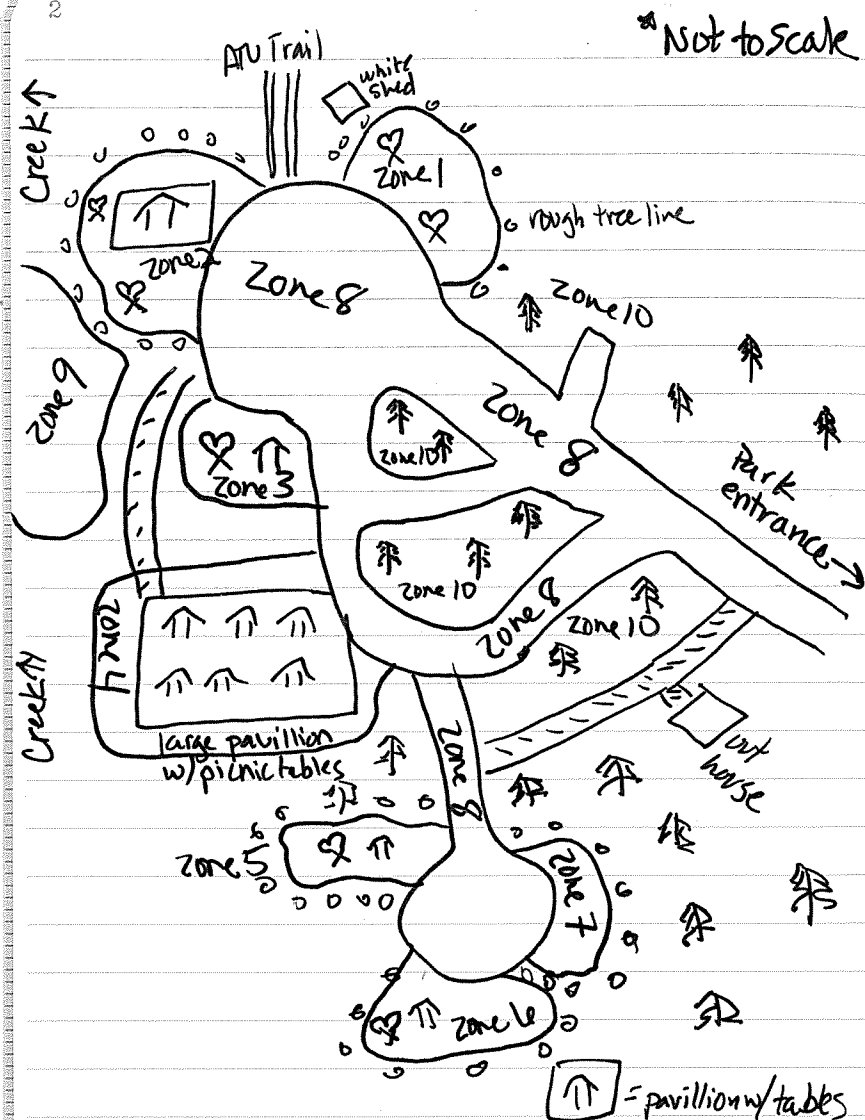 2
*Not to Scale
ATV Trail
white
shed
Creek ↑
Zone 1
rough tree line
Zone 2
Zone 8
Zone 10
Zone 9
Zone 8
Zone 10
Zone 3
Park
entrance →
Zone 10
Zone 8
Zone 10
Zone 4
Creek ↑
large pavillion
w/picnic tables
Zone 8
out
house
Zone 5
Zone 7
Zone 6
= pavillion w/ tables